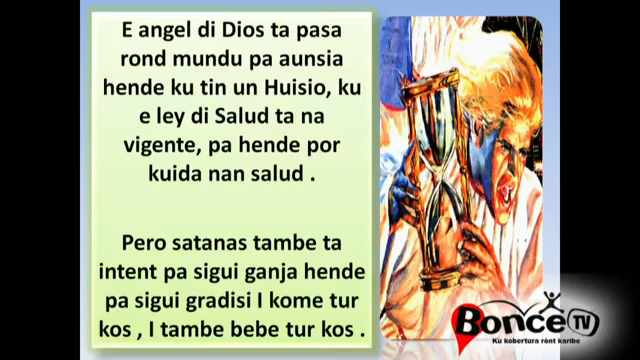 E angel di Dios ta pasa
rond mundu pa aunsia
hende ku tin un Huisio, ku
e ley di Salud ta na
vigente, pa hende por
kuida nan salud .
Pero satanas tambe ta
intent pa sigui ganja hende
pa sigui gradisi I kome tur
kos , I tambe bebe tur kos .
Bonce TV
Ku kobertura rònt karibe